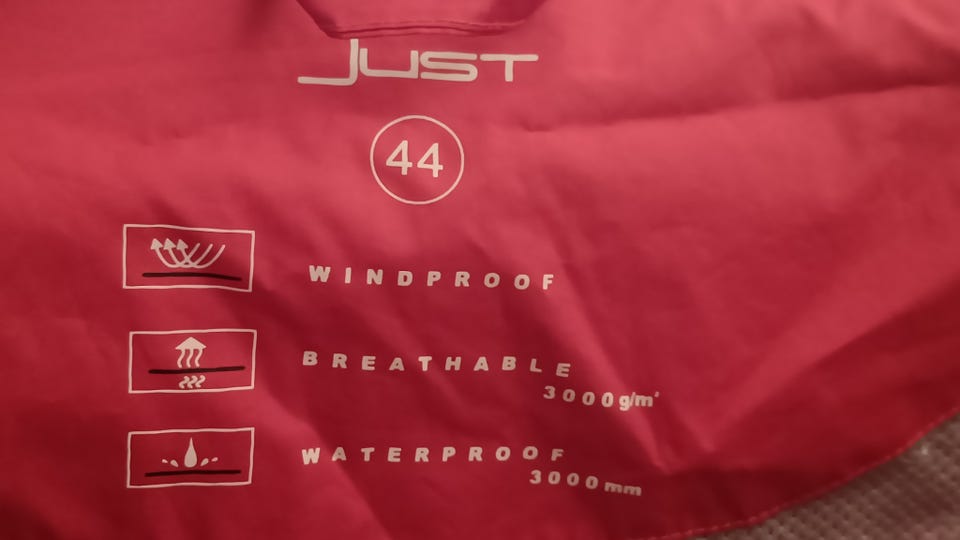 JUST
44
WINDPROOF
BREATHABLE
3000g/m²
WATERPROOF
3000mm